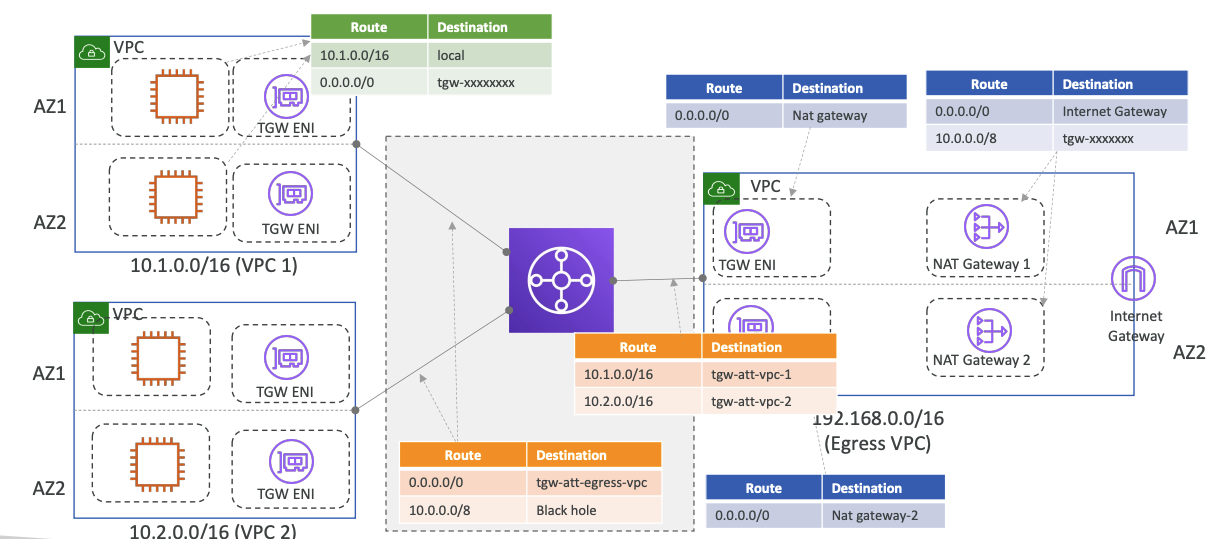 Route Destination
10.1.0.0/16 local
0.0.0.0/0 tgw-xxxxxxxx
VPC
AZ1
TGW ENI
AZ2
TGW ENI
10.1.0.0/16 (VPC 1)
VPC
AZ1
TGW ENI
AZ2
TGW ENI
10.2.0.0/16 (VPC 2)
Route Destination
0.0.0.0/0 tgw-att-egress-vpc
10.0.0.0/8 Black hole
Route Destination
10.1.0.0/16 tgw-att-vpc-1
10.2.0.0/16 tgw-att-vpc-2
Route Destination
0.0.0.0/0 Nat gateway
Route Destination
0.0.0.0/0 Internet Gateway
10.0.0.0/8 tgw-xxxxxxx
VPC
TGW ENI
NAT Gateway 1
AZ1
NAT Gateway 2
Internet
Gateway
AZ2
192.168.0.0/16
(Egress VPC)
Route Destination
0.0.0.0/0 Nat gateway-2